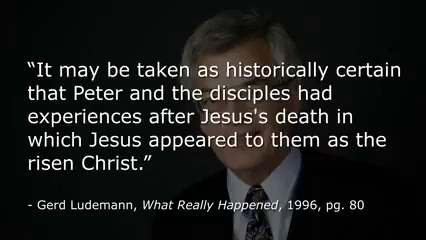 “It may be taken as historically certain
that Peter and the disciples had
experiences after Jesus's death in
which Jesus appeared to them as the
risen Christ.”
- Gerd Ludemann, What Really Happened, 1996, pg. 80